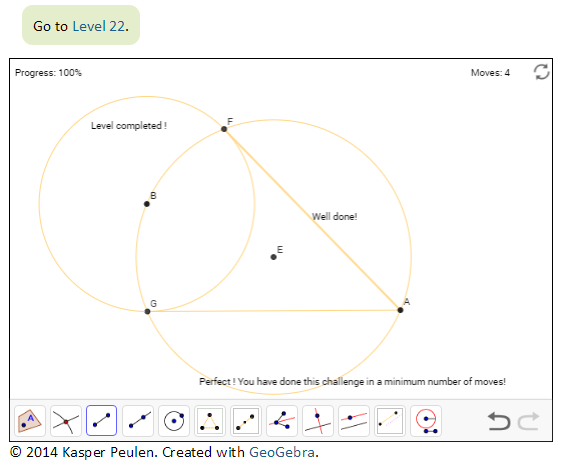 Go to Level 22.
Progress: 100%
Moves: 4
Level completed !
F
B
Well done!
E
G
A
Perfect ! You have done this challenge in a minimum number of moves!
A
© 2014 Kasper Peulen. Created with GeoGebra.